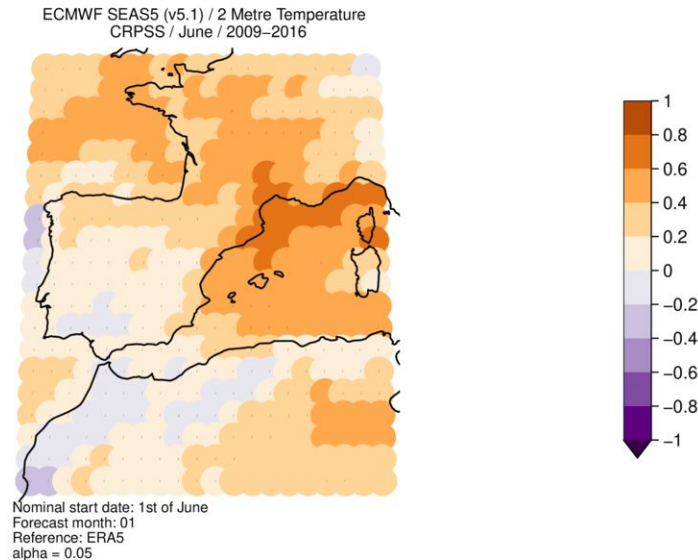 ECMWF SEAS5 (v5.1) / 2 Metre Temperature
CRPSS / June / 2009−2016
1
0.8
0.6
0.4
0.2
0
−0.2
−0.4
−0.6
−0.8
−1
Nominal start date: 1st of June
Forecast month: 01
Reference: ERA5
alpha = 0.05